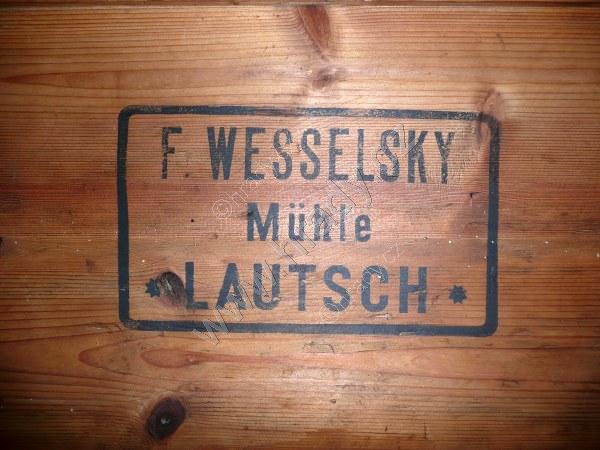 F. WESSELSKY
Mühle
* LAUTSCH *